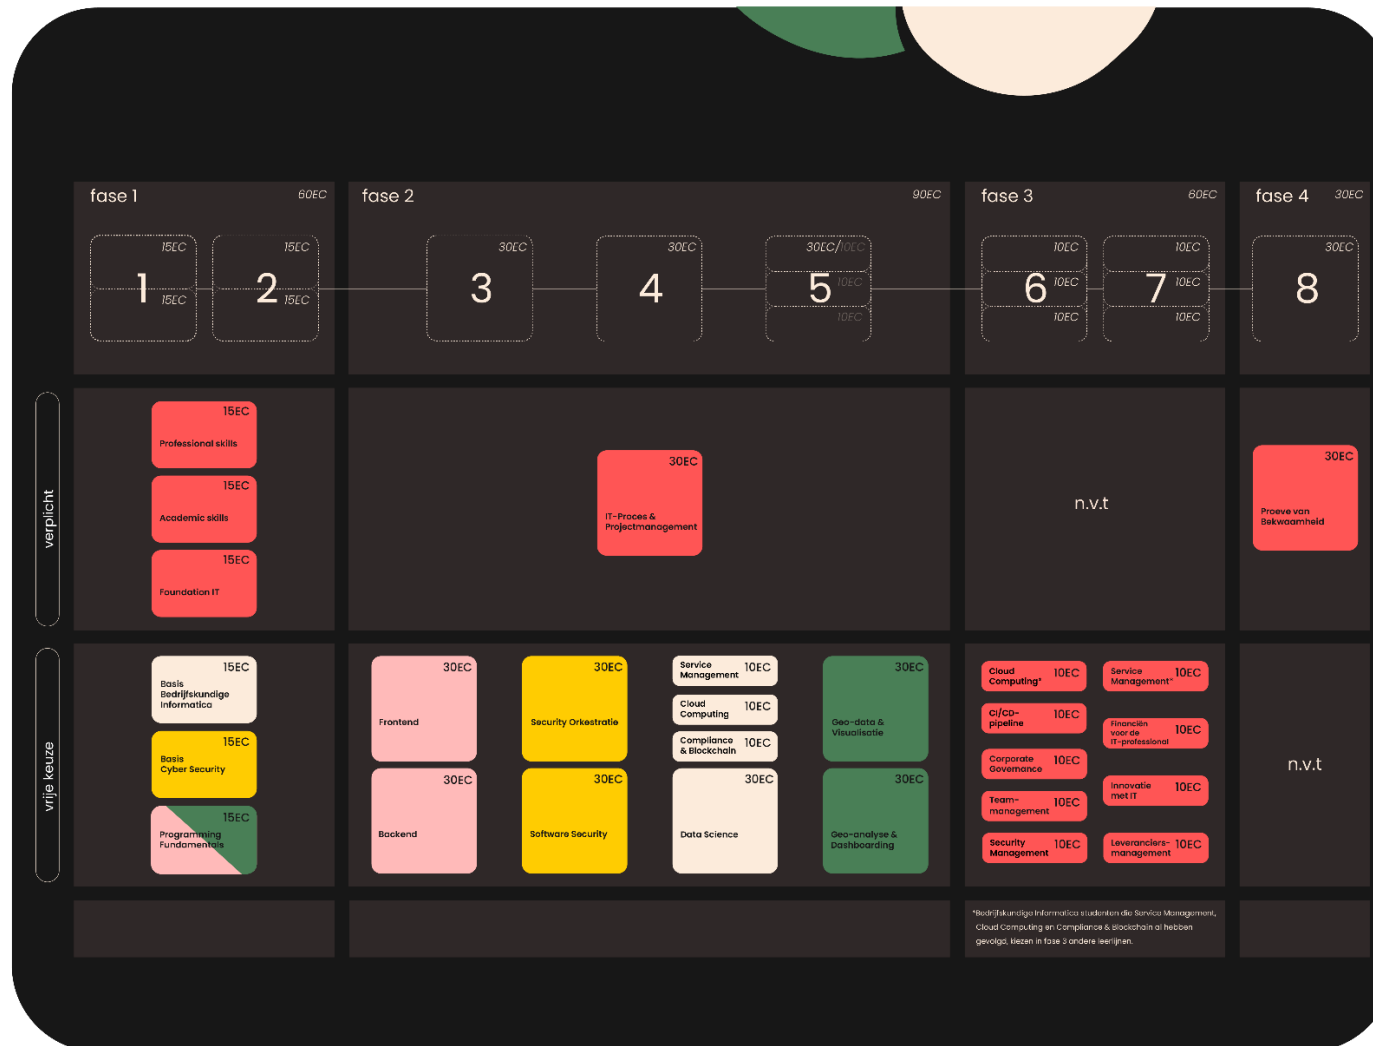 fase 1
60EC
fase 2
90EC
fase 3
60EC
fase 4
30EC
15EC
15EC
30EC
30EC
30EC/10EC
10EC
10EC
30EC
1
2
3
4
5
6
7
8
10EC
10EC
10EC
15EC
15EC
10EC
10EC
10EC
verplicht
15EC
Professional skills
15EC
Academic skills
15EC
Foundation IT
30EC
IT-Proces &
Projectmanagement
n.v.t
30EC
Proeve van
Bekwaamheid
vrije keuze
15EC
Basis
Bedrijfskundige
Informatica
15EC
Basis
Cyber Security
15EC
Programming
Fundamentals
30EC
Frontend
30EC
Backend
30EC
Security Orkestratie
30EC
Software Security
Service
Management
10EC
Cloud
Computing
10EC
Compliance
& Blockchain
10EC
30EC
Data Science
30EC
Geo-data &
Visualisatie
30EC
Geo-analyse &
Dashboarding
Cloud
Computing*
10EC
CI/CD-
pipeline
10EC
Corporate
Governance
10EC
Team-
management
10EC
Security
Management
10EC
Service
Management*
10EC
Financiën
voor de
IT-professional
10EC
Innovatie
met IT
10EC
Leveranciers-
management
10EC
n.v.t
*Bedrijfskundige Informatica studenten die Service Management,
Cloud Computing en Compliance & Blockchain al hebben
gevolgd, kiezen in fase 3 andere leerlijnen.